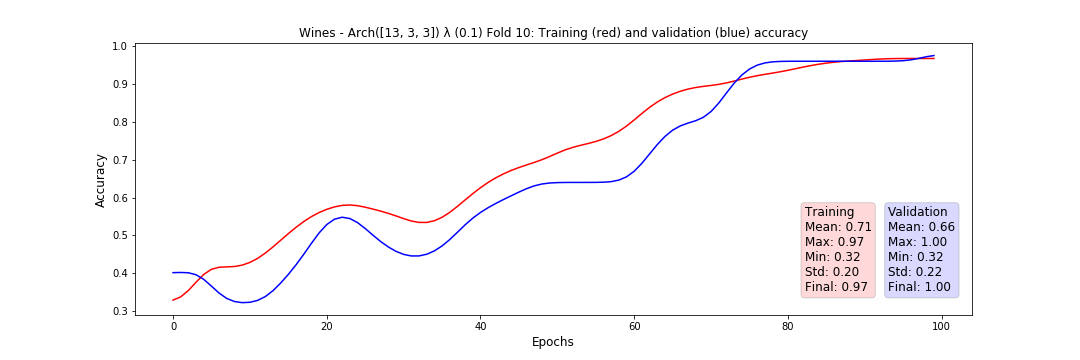 Wines - Arch([13, 3, 3]) λ (0.1) Fold 10: Training (red) and validation (blue) accuracy
1.0
0.9
0.8
0.7
0.6
0.5
0.4
0.3
Accuracy
Training
Mean: 0.71
Max: 0.97
Min: 0.32
Std: 0.20
Final: 0.97
Validation
Mean: 0.66
Max: 1.00
Min: 0.32
Std: 0.22
Final: 1.00
0 20 40 60 80 100
Epochs